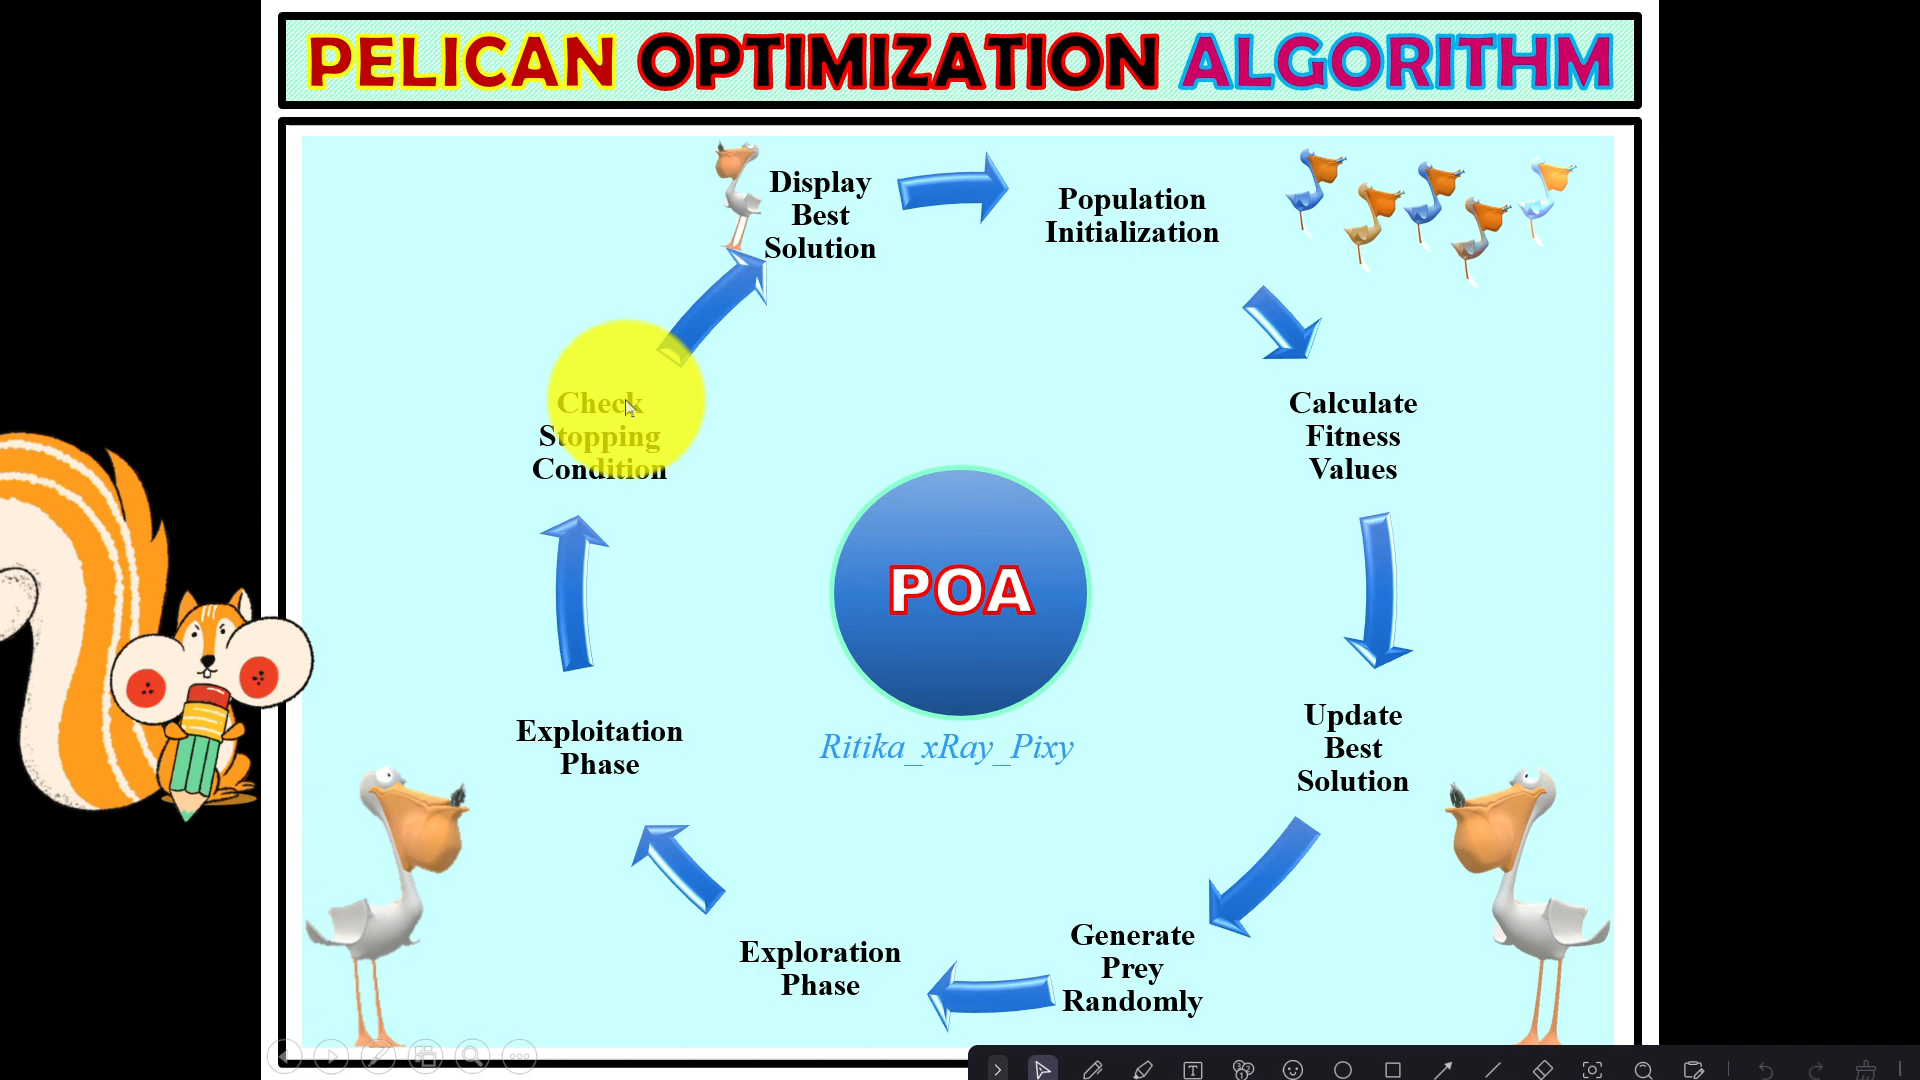 PELICAN OPTIMIZATION ALGORITHM
Display
Best
Solution
Population
Initialization
Calculate
Fitness
Values
Update
Best
Solution
Generate
Prey
Randomly
Exploration
Phase
Exploitation
Phase
Check
Stopping
Condition
POA
Ritika_xRay_Pixy